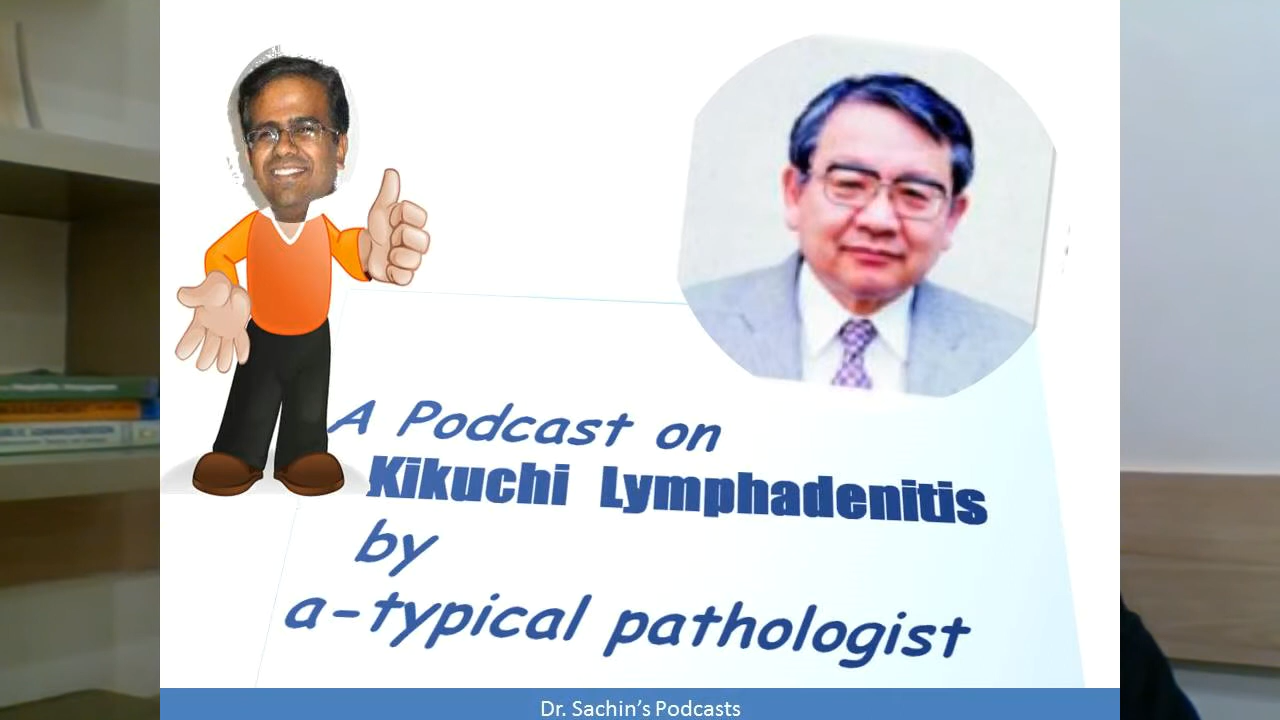 A Podcast on
Kikuchi Lymphadenitis
by
a-typical pathologist
Dr. Sachin's Podcasts